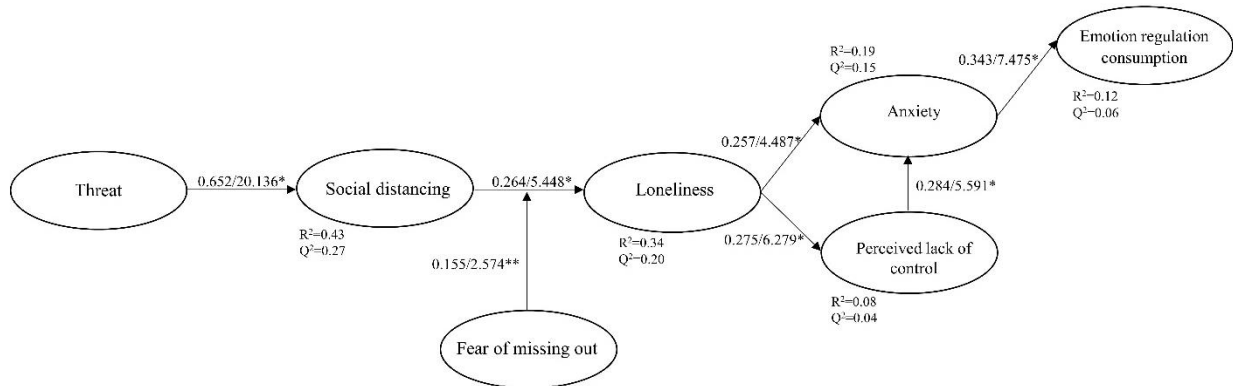 Threat
0.652/20.136*
Social distancing
R²=0.43
Q²=0.27
0.264/5.448*
0.155/2.574**
Fear of missing out
Loneliness
R²=0.34
Q²=0.20
0.257/4.487*
0.275/6.279*
R²=0.19
Q²=0.15
Anxiety
0.284/5.591*
Perceived lack of
control
R²=0.08
Q²=0.04
0.343/7.475*
Emotion regulation
consumption
R²=0.12
Q²=0.06